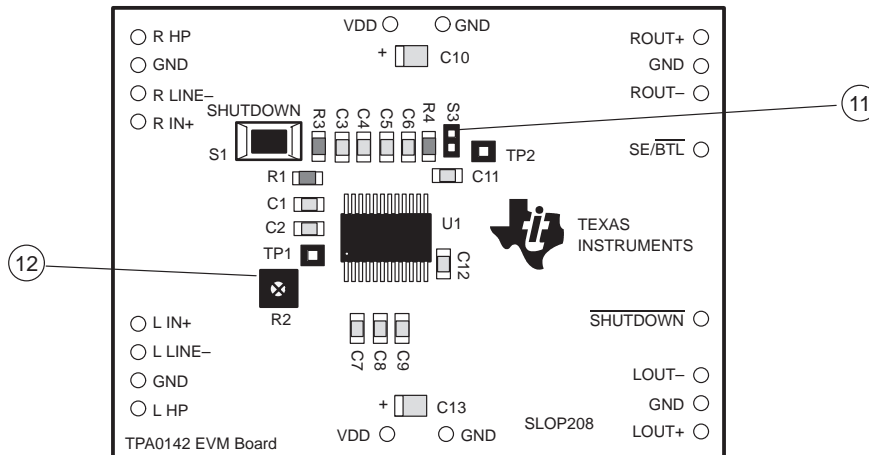 VDD
GND
R HP
GND
R LINE–
R IN+
+
C10
ROUT+
GND
ROUT–
11
SHUTDOWN
S1
R3
C3
C4
C5
C6
R4
S3
TP2
SE/BTL
R1
C11
C1
C2
U1
TEXAS
INSTRUMENTS
TP1
C12
12
R2
L IN+
L LINE–
GND
L HP
C7
C8
C9
SHUTDOWN
LOUT–
GND
LOUT+
+
C13
SLOP208
VDD
GND
TPA0142 EVM Board